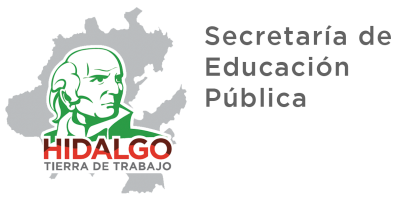 HIDALGO
TIERRA DE TRABAJO
Secretaría de
Educación
Pública